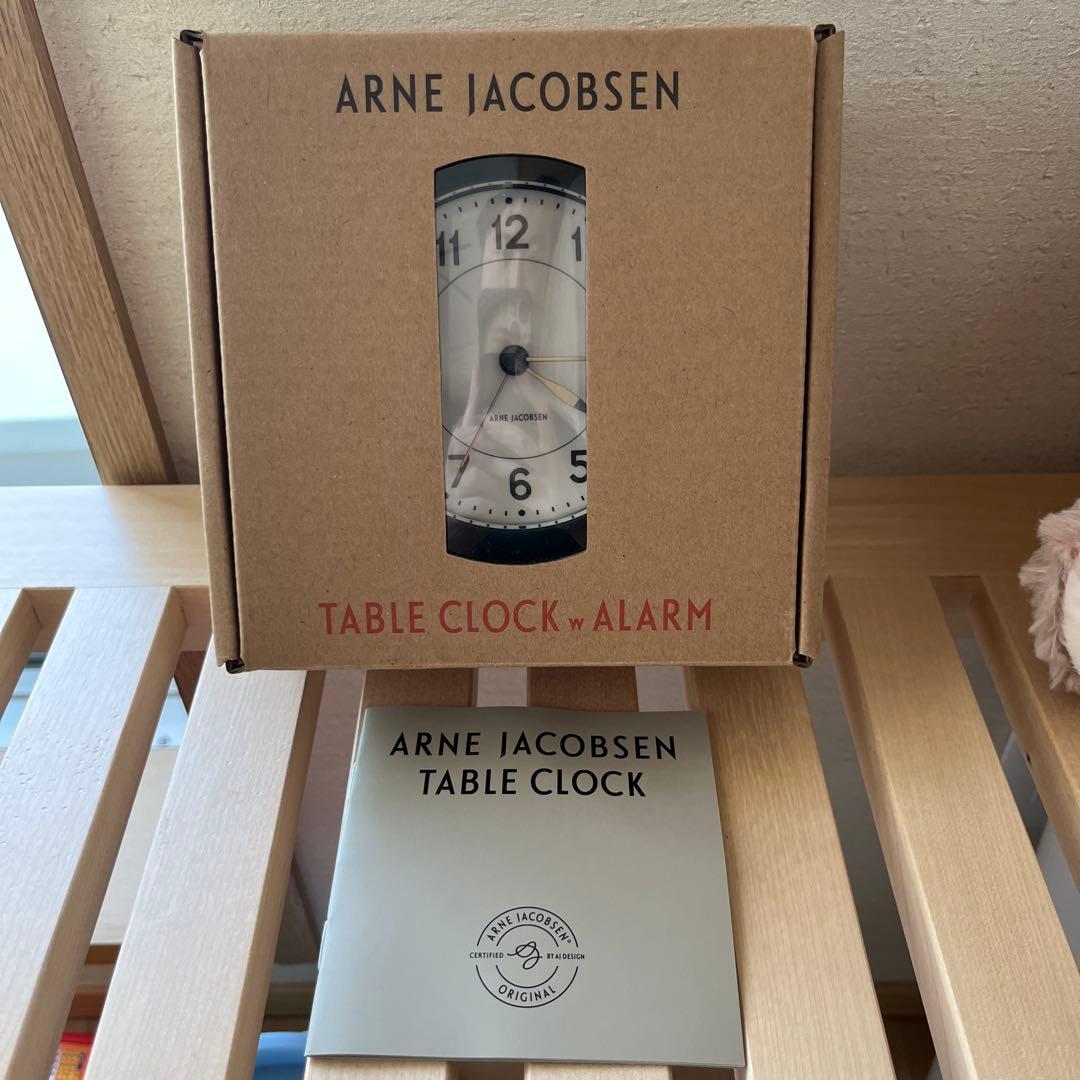 ARNE JACOBSEN
11 12 1
ARNE JACOBSEN
7 6 5
TABLE CLOCK w ALARM
ARNE JACOBSEN
TABLE CLOCK
ARNE JACOBSEN®
CERTIFIED BY AJ DESIGN
ORIGINAL